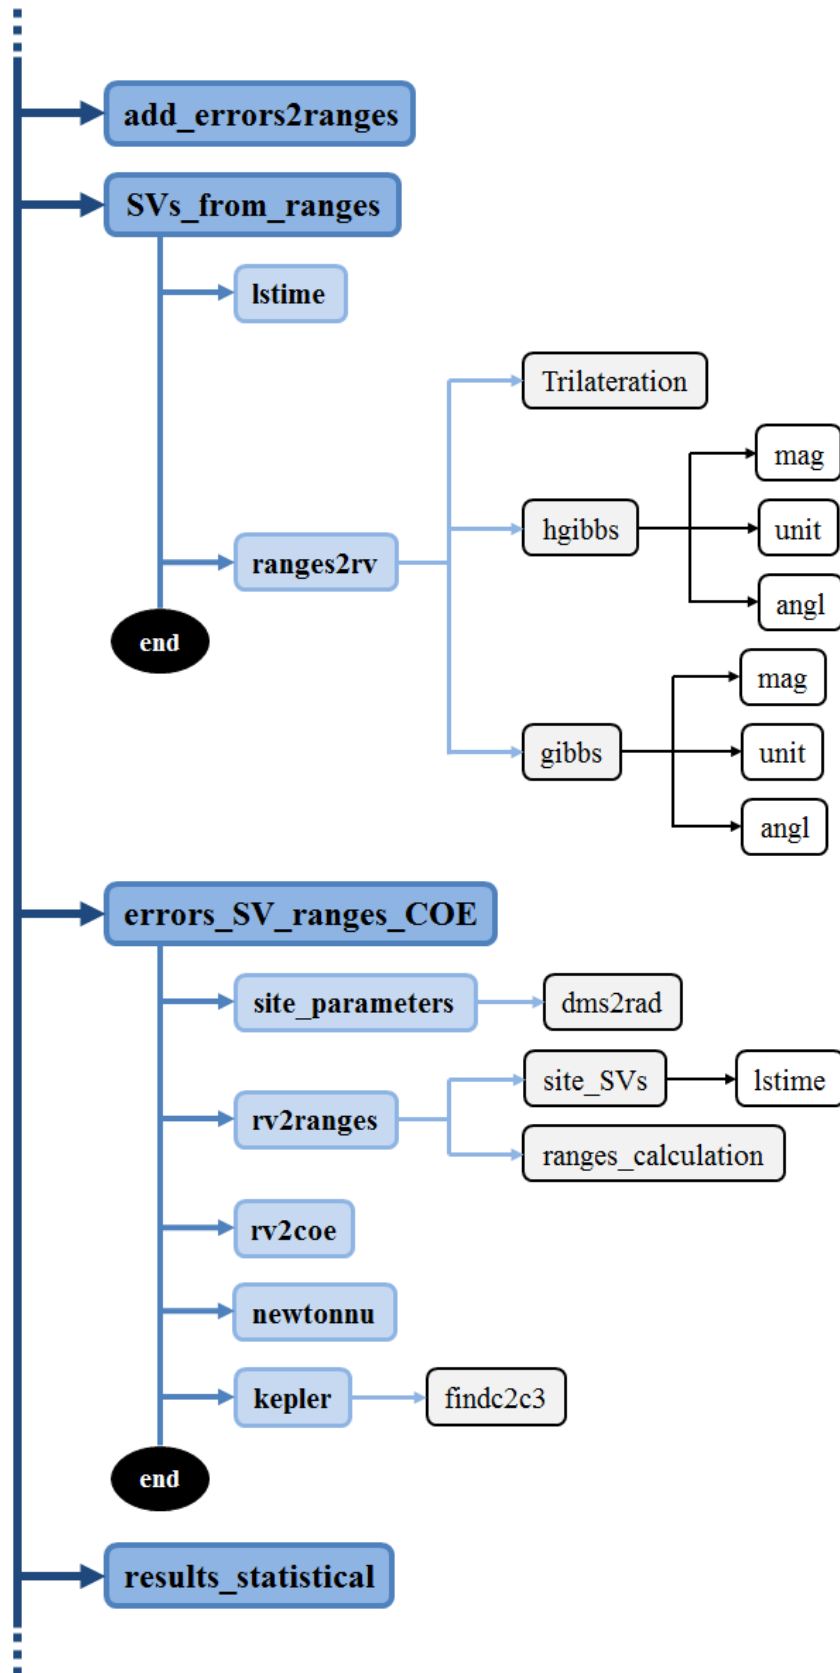 add_errors2ranges
SVs_from_ranges
lstime
Trilateration
mag
hgibbs
unit
ranges2rv
angl
end
mag
gibbs
unit
angl
errors_SV_ranges_COE
site_parameters
dms2rad
site_SVs
lstime
rv2ranges
ranges_calculation
rv2coe
newtonnu
kepler
findc2c3
end
results_statistical